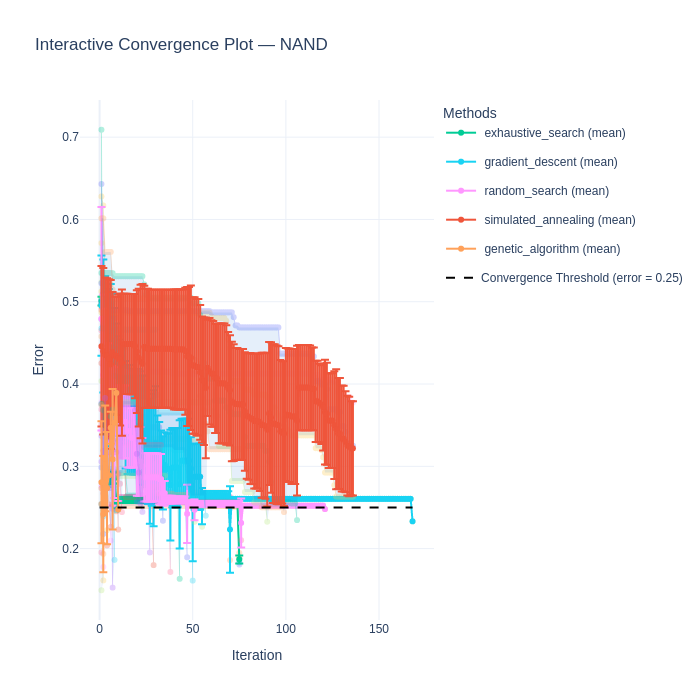 Interactive Convergence Plot — NAND
Methods
exhaustive_search (mean)
gradient_descent (mean)
random_search (mean)
simulated_annealing (mean)
genetic_algorithm (mean)
Convergence Threshold (error = 0.25)
0.7
0.6
0.5
0.4
0.3
0.2
Error
0
50
100
150
Iteration